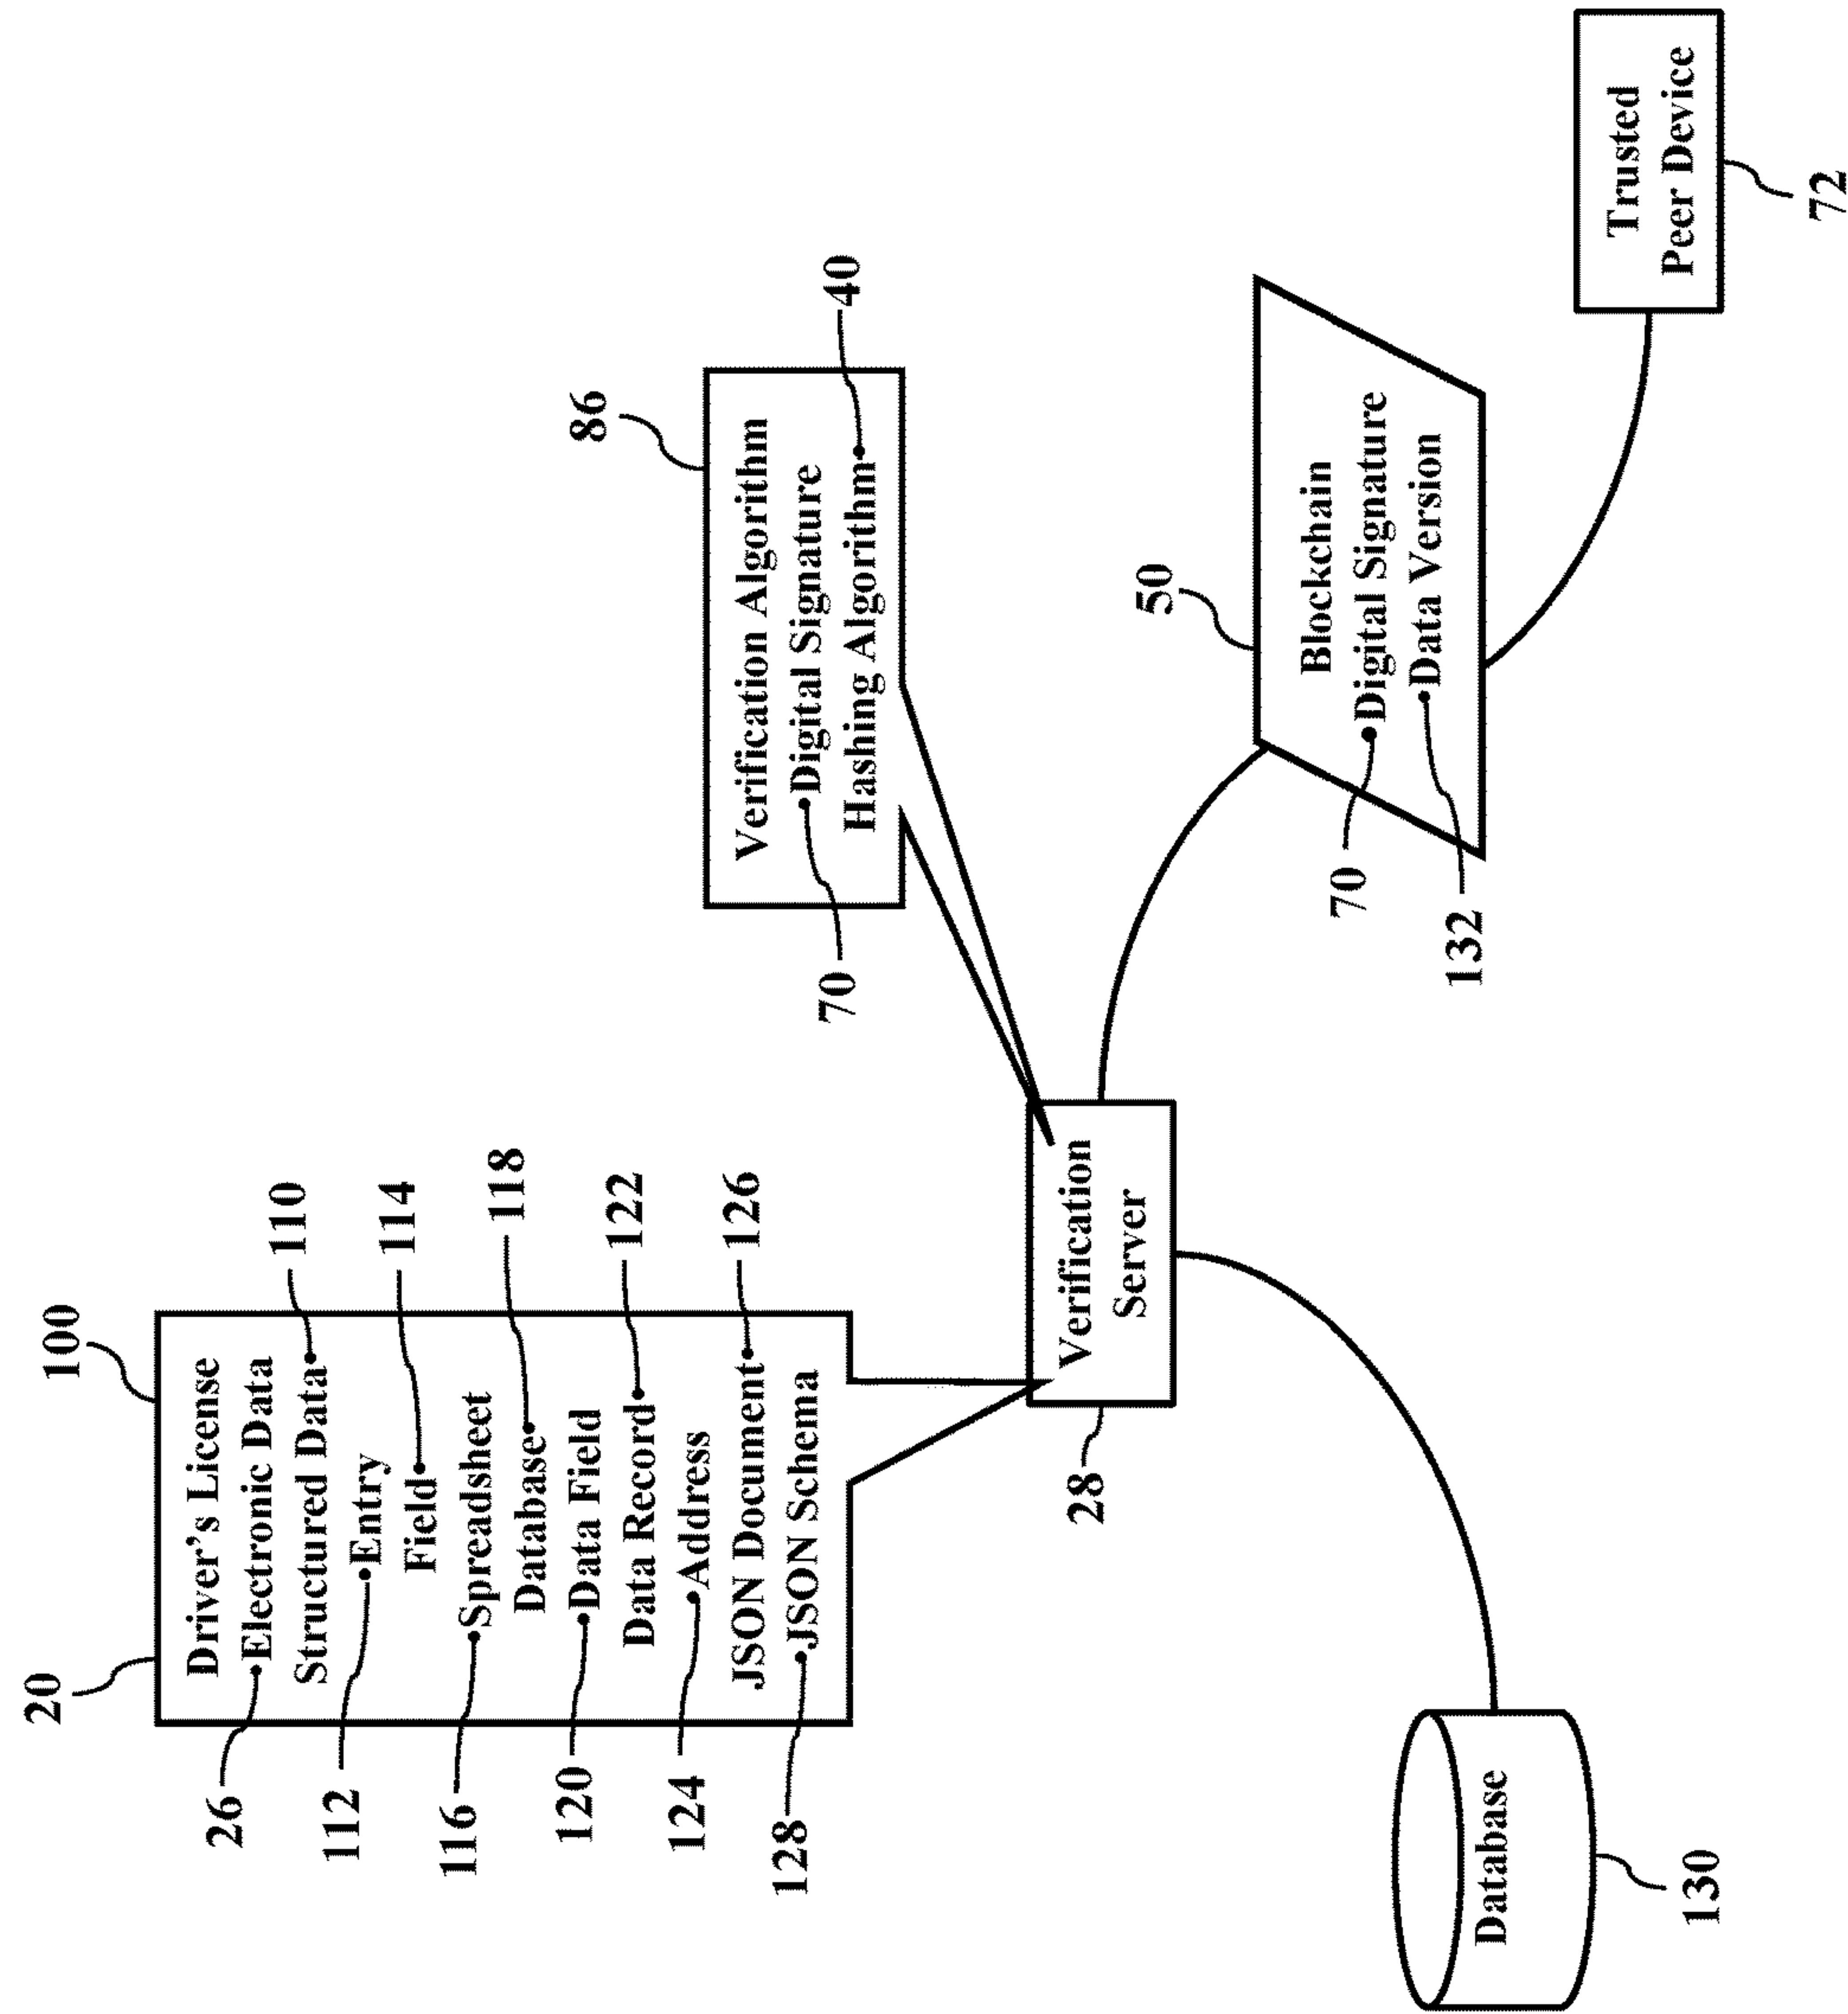 20
100
Driver's License
26
Electronic Data
Structured Data
110
112
Entry
Field
114
116
Spreadsheet
Database
118
120
Data Field
Data Record
122
124
Address
JSON Document
126
128
JSON Schema
86
Verification Algorithm
70
Digital Signature
Hashing Algorithm
40
28
Verification
Server
50
Blockchain
70
Digital Signature
132
Data Version
Trusted
Peer Device
72
Database
130